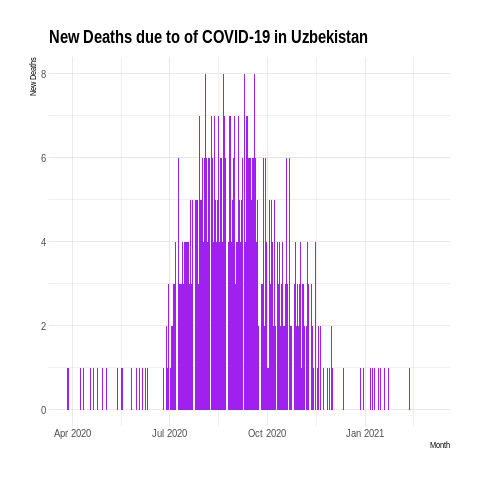 New Deaths due to of COVID-19 in Uzbekistan
New Deaths
8
6
4
2
0
Apr 2020
Jul 2020
Oct 2020
Jan 2021
Month